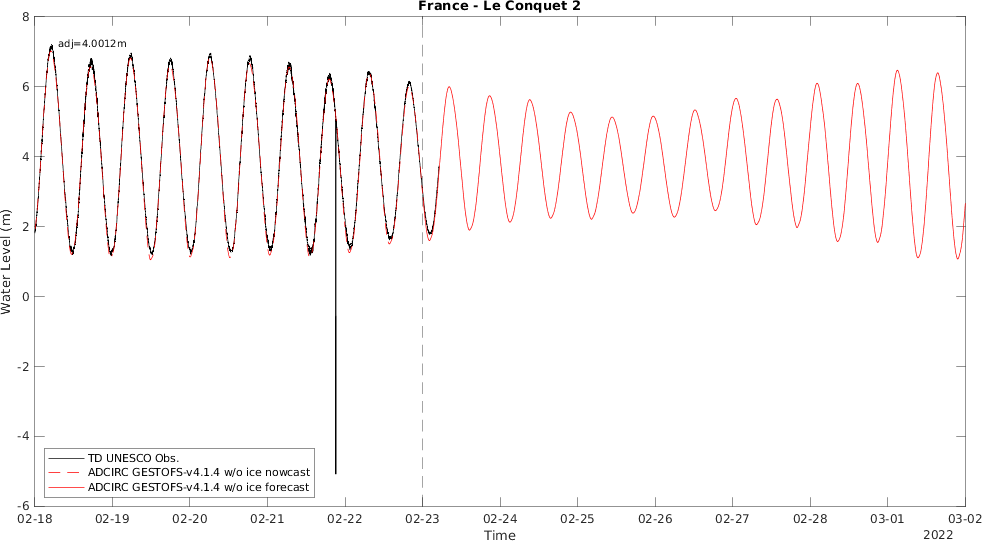 France - Le Conquet 2
adj=4.0012m
8
6
4
2
0
-2
-4
-6
Water Level (m)
TD UNESCO Obs.
ADCIRC GESTOFS-v4.1.4 w/o ice nowcast
ADCIRC GESTOFS-v4.1.4 w/o ice forecast
02-18 02-19 02-20 02-21 02-22 02-23 02-24 02-25 02-26 02-27 02-28 03-01 03-02
Time
2022